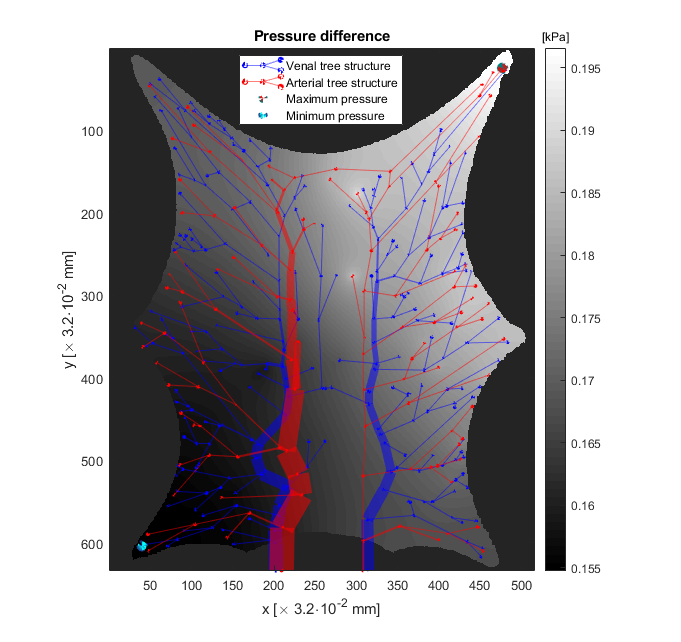 Pressure difference
[kPa]
Venal tree structure
Arterial tree structure
Maximum pressure
Minimum pressure
0.195
0.19
0.185
0.18
0.175
0.17
0.165
0.16
0.155
100
200
300
400
500
600
y [× 3.2·10-2 mm]
50 100 150 200 250 300 350 400 450 500
x [× 3.2·10-2 mm]